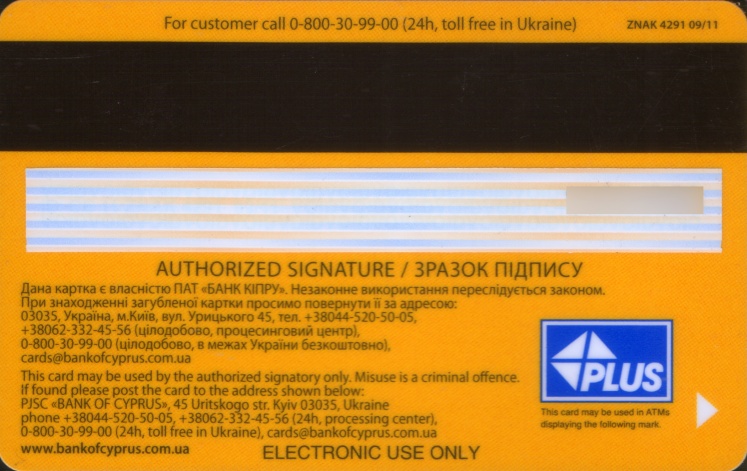 For customer call 0-800-30-99-00 (24h, toll free in Ukraine)
ZNAK 4291 09/11
AUTHORIZED SIGNATURE / ЗРАЗОК ПІДПИСУ
Дана картка є власністю ПАТ «БАНК КІПРУ». Незаконне використання переслідується законом.
При знаходженні загубленої картки просимо повернути її за адресою:
03035, Україна, м.Київ, вул. Урицького 45, тел. +38044-520-50-05,
+38062-332-45-56 (цілодобово, процесинговий центр),
0-800-30-99-00 (цілодобово, в межах України безкоштовно),
cards@bankofcyprus.com.ua
This card may be used by the authorized signatory only. Misuse is a criminal offence.
If found please post the card to the address shown below:
PJSC «BANK OF CYPRUS», 45 Uritskogo str. Kyiv 03035, Ukraine
phone +38044-520-50-05, +38062-332-45-56 (24h, processing center),
0-800-30-99-00 (24h, toll free in Ukraine), cards@bankofcyprus.com.ua
www.bankofcyprus.com.ua
ELECTRONIC USE ONLY
PLUS
This card may be used in ATMs
displaying the following mark.